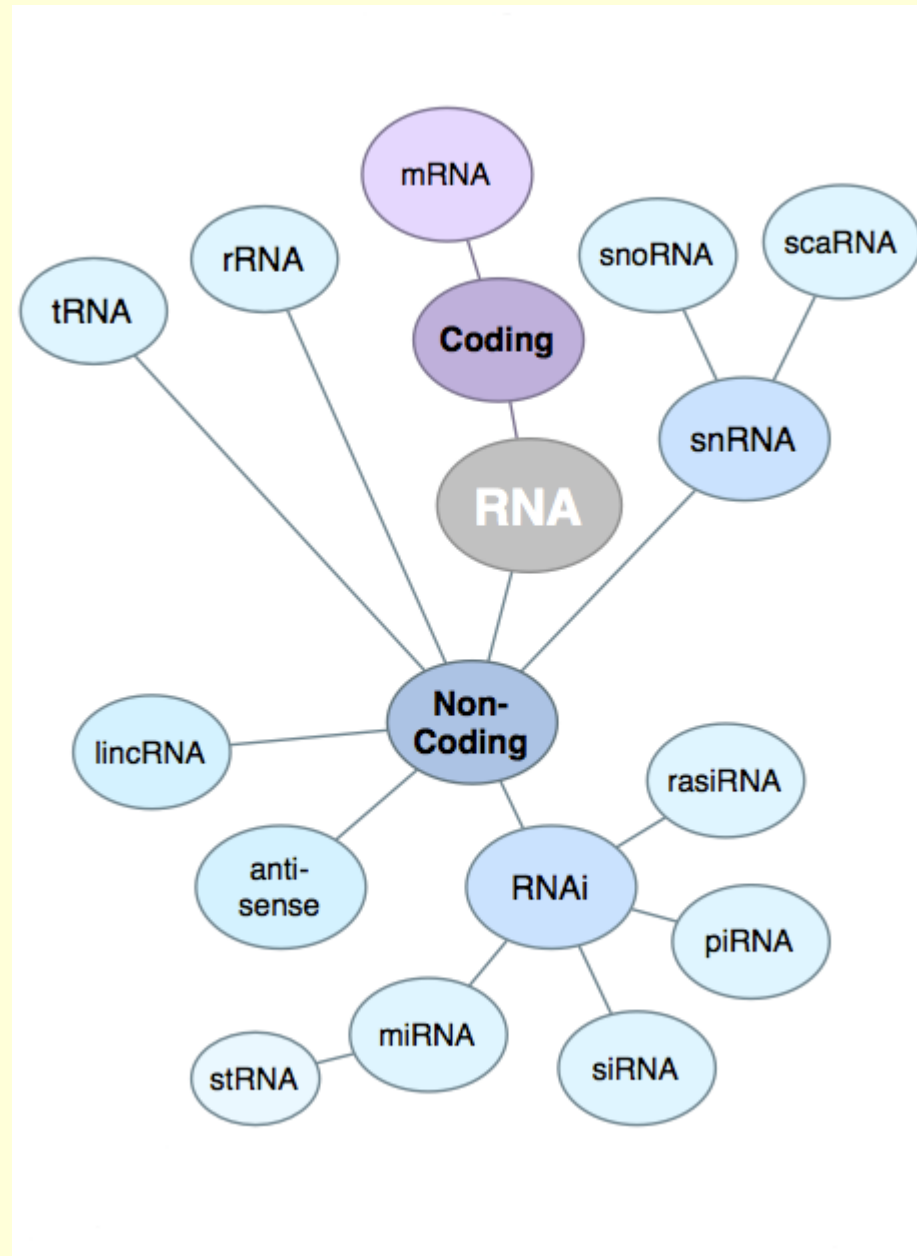 mRNA
snoRNA
scaRNA
rRNA
tRNA
Coding
snRNA
RNA
Non-
Coding
lincRNA
rasiRNA
anti-
sense
RNAi
piRNA
miRNA
siRNA
stRNA